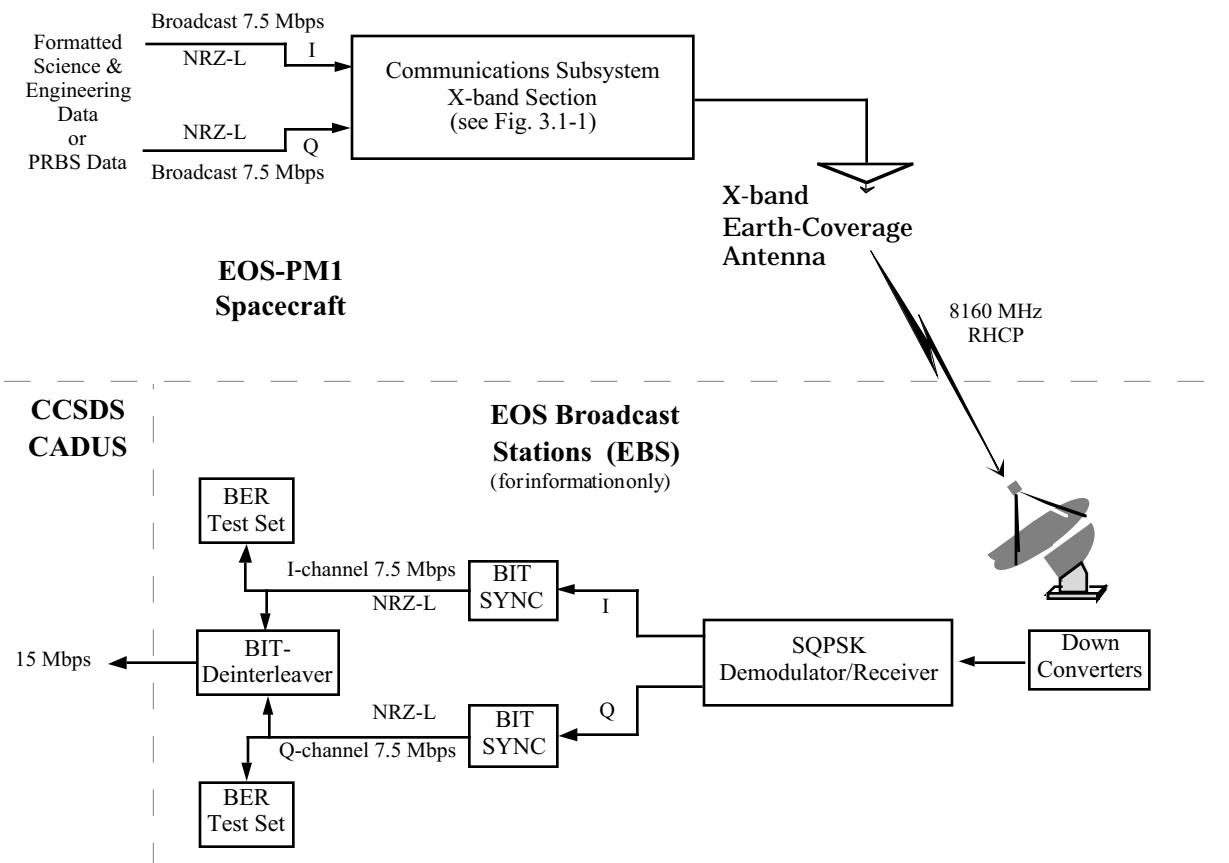 Broadcast 7.5 Mbps
NRZ-L
I
Formatted
Science &
Engineering
Data
or
PRBS Data
NRZ-L
Q
Broadcast 7.5 Mbps
Communications Subsystem
X-band Section
(see Fig. 3.1-1)
X-band
Earth-Coverage
Antenna
EOS-PM1
Spacecraft
8160 MHz
RHCP
CCSDS
CADUS
EOS Broadcast
Stations (EBS)
(for information only)
BER
Test Set
I-channel 7.5 Mbps
NRZ-L
BIT
SYNC
I
15 Mbps
BIT-
Deinterleaver
SQPSK
Demodulator/Receiver
Down
Converters
NRZ-L
Q-channel 7.5 Mbps
BIT
SYNC
Q
BER
Test Set